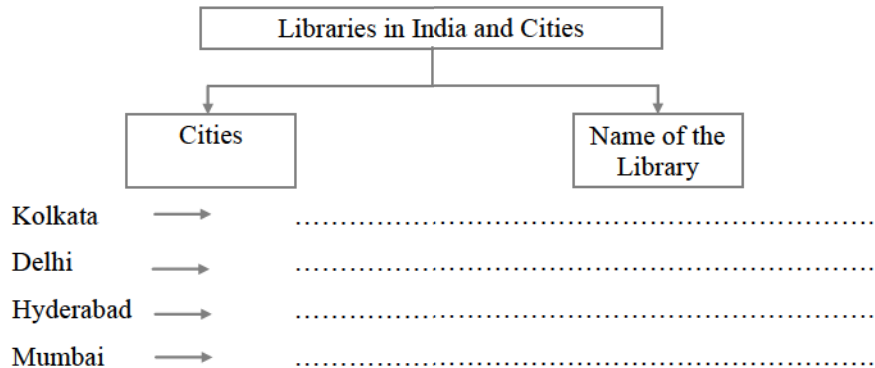 Libraries in India and Cities
Cities
Name of the
Library
Kolkata ..................................................................................
Delhi ..................................................................................
Hyderabad ..................................................................................
Mumbai ..................................................................................